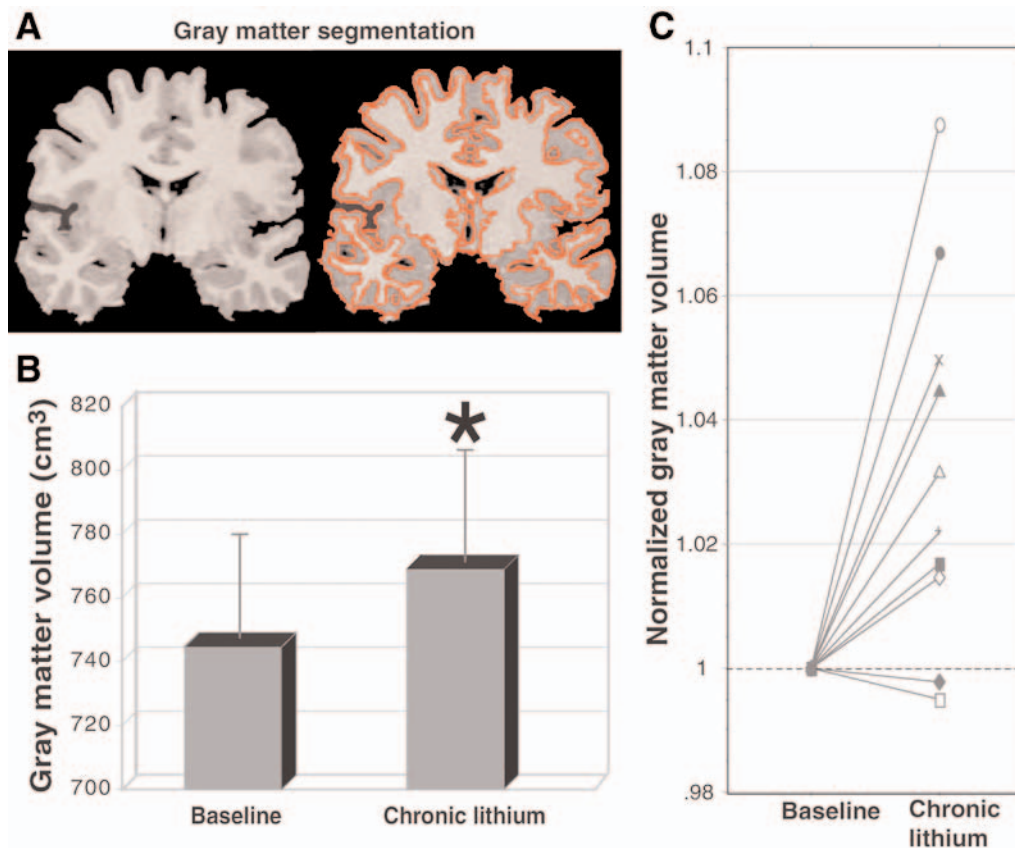 A
Gray matter segmentation
B
Gray matter volume (cm3)
820
800
780
760
740
720
700
*
Baseline
Chronic lithium
C
Normalized gray matter volume
1.1
1.08
1.06
1.04
1.02
1
.98
Baseline
Chronic
lithium